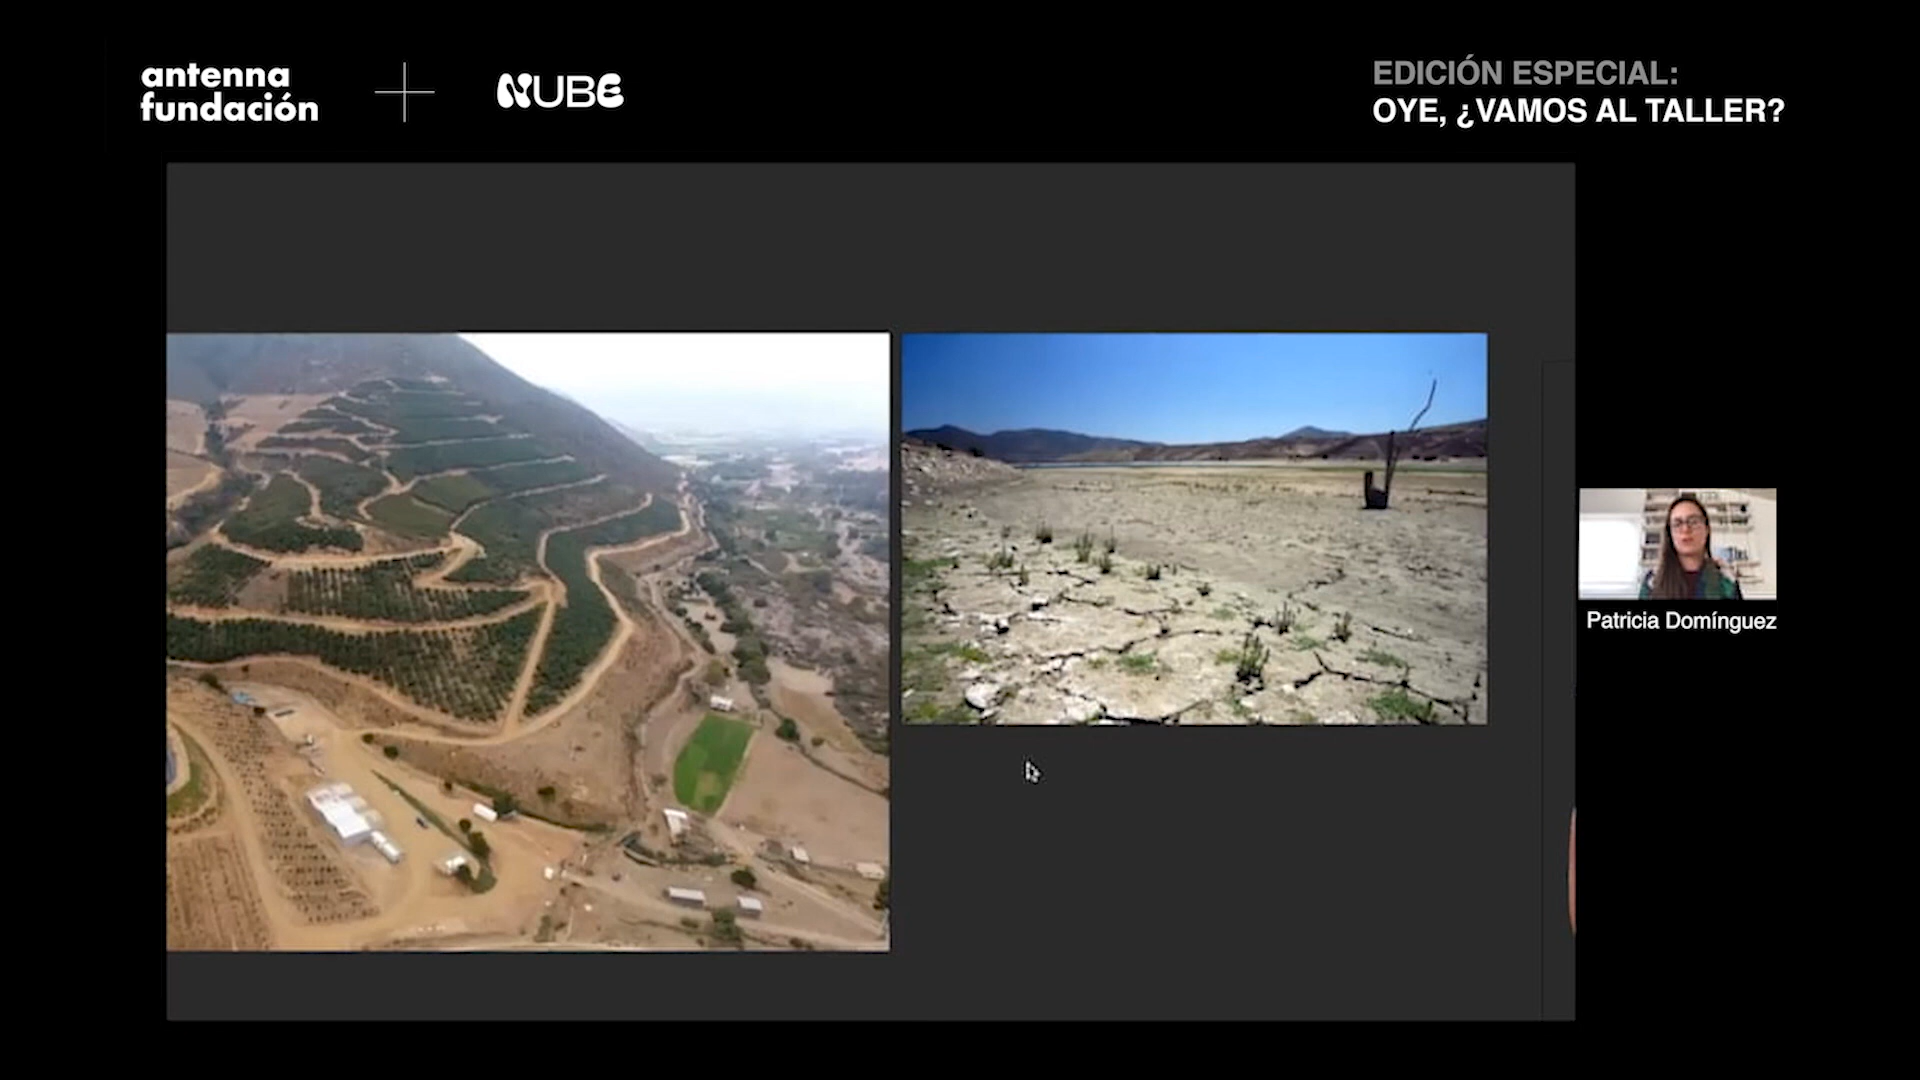 antenna
fundación
NUBE
EDICIÓN ESPECIAL:
OYE, ¿VAMOS AL TALLER?
Patricia Domínguez